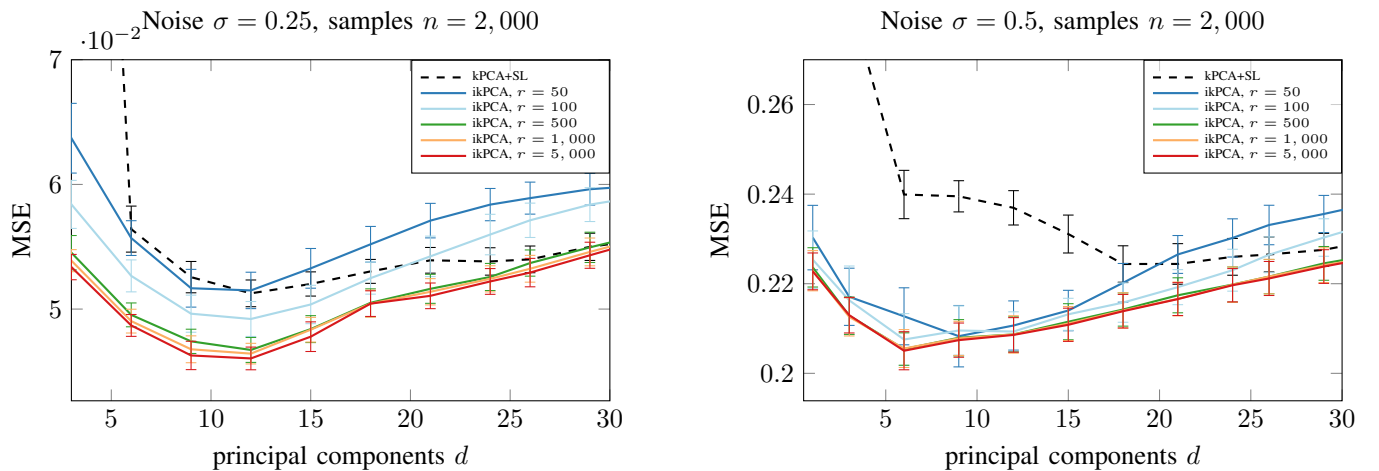 Noise σ = 0.25, samples n = 2,000
·10⁻²
7
6
5
MSE
kPCA+SL
ikPCA, r = 50
ikPCA, r = 100
ikPCA, r = 500
ikPCA, r = 1,000
ikPCA, r = 5,000
5 10 15 20 25 30
principal components d
Noise σ = 0.5, samples n = 2,000
0.26
0.24
0.22
0.2
MSE
kPCA+SL
ikPCA, r = 50
ikPCA, r = 100
ikPCA, r = 500
ikPCA, r = 1,000
ikPCA, r = 5,000
5 10 15 20 25 30
principal components d